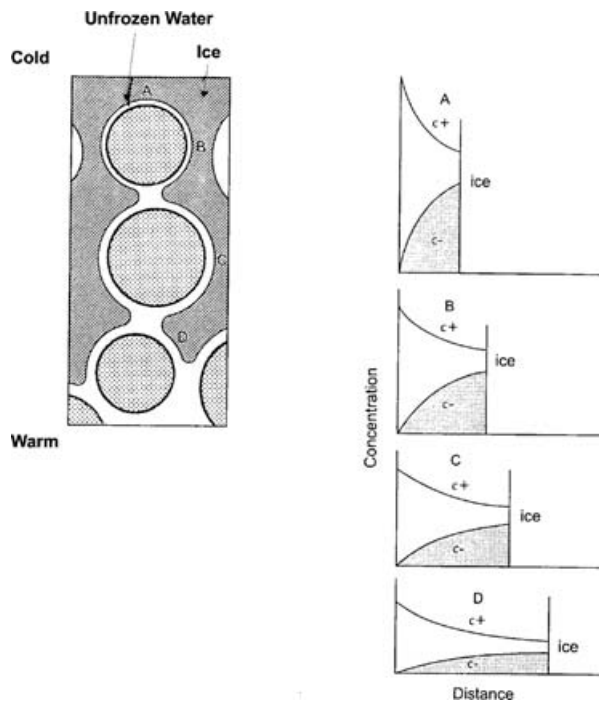 Unfrozen Water
Cold
Ice
A
B
C
D
Warm
A
c+
ice
c-
B
c+
ice
c-
C
c+
ice
c-
D
c+
ice
c-
Concentration
Distance